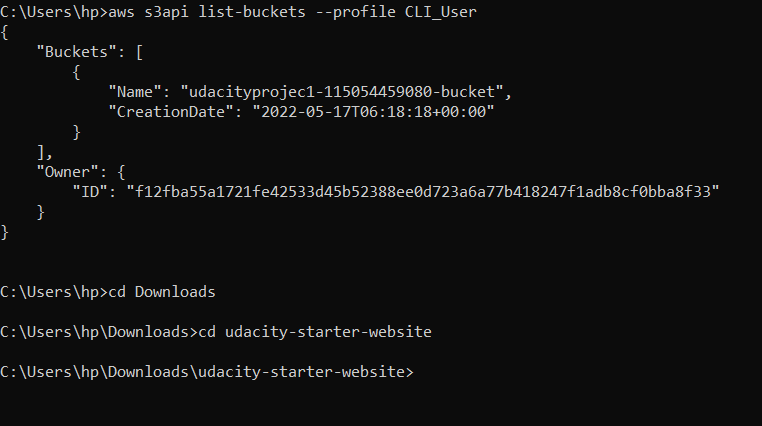 C:\Users\hp>aws s3api list-buckets --profile CLI_User
{
    "Buckets": [
        {
            "Name": "udacityprojec1-115054459080-bucket",
            "CreationDate": "2022-05-17T06:18:18+00:00"
        }
    ],
    "Owner": {
        "ID": "f12fba55a1721fe42533d45b52388ee0d723a6a77b418247f1adb8cf0bba8f33"
    }
}
C:\Users\hp>cd Downloads
C:\Users\hp\Downloads>cd udacity-starter-website
C:\Users\hp\Downloads\udacity-starter-website>